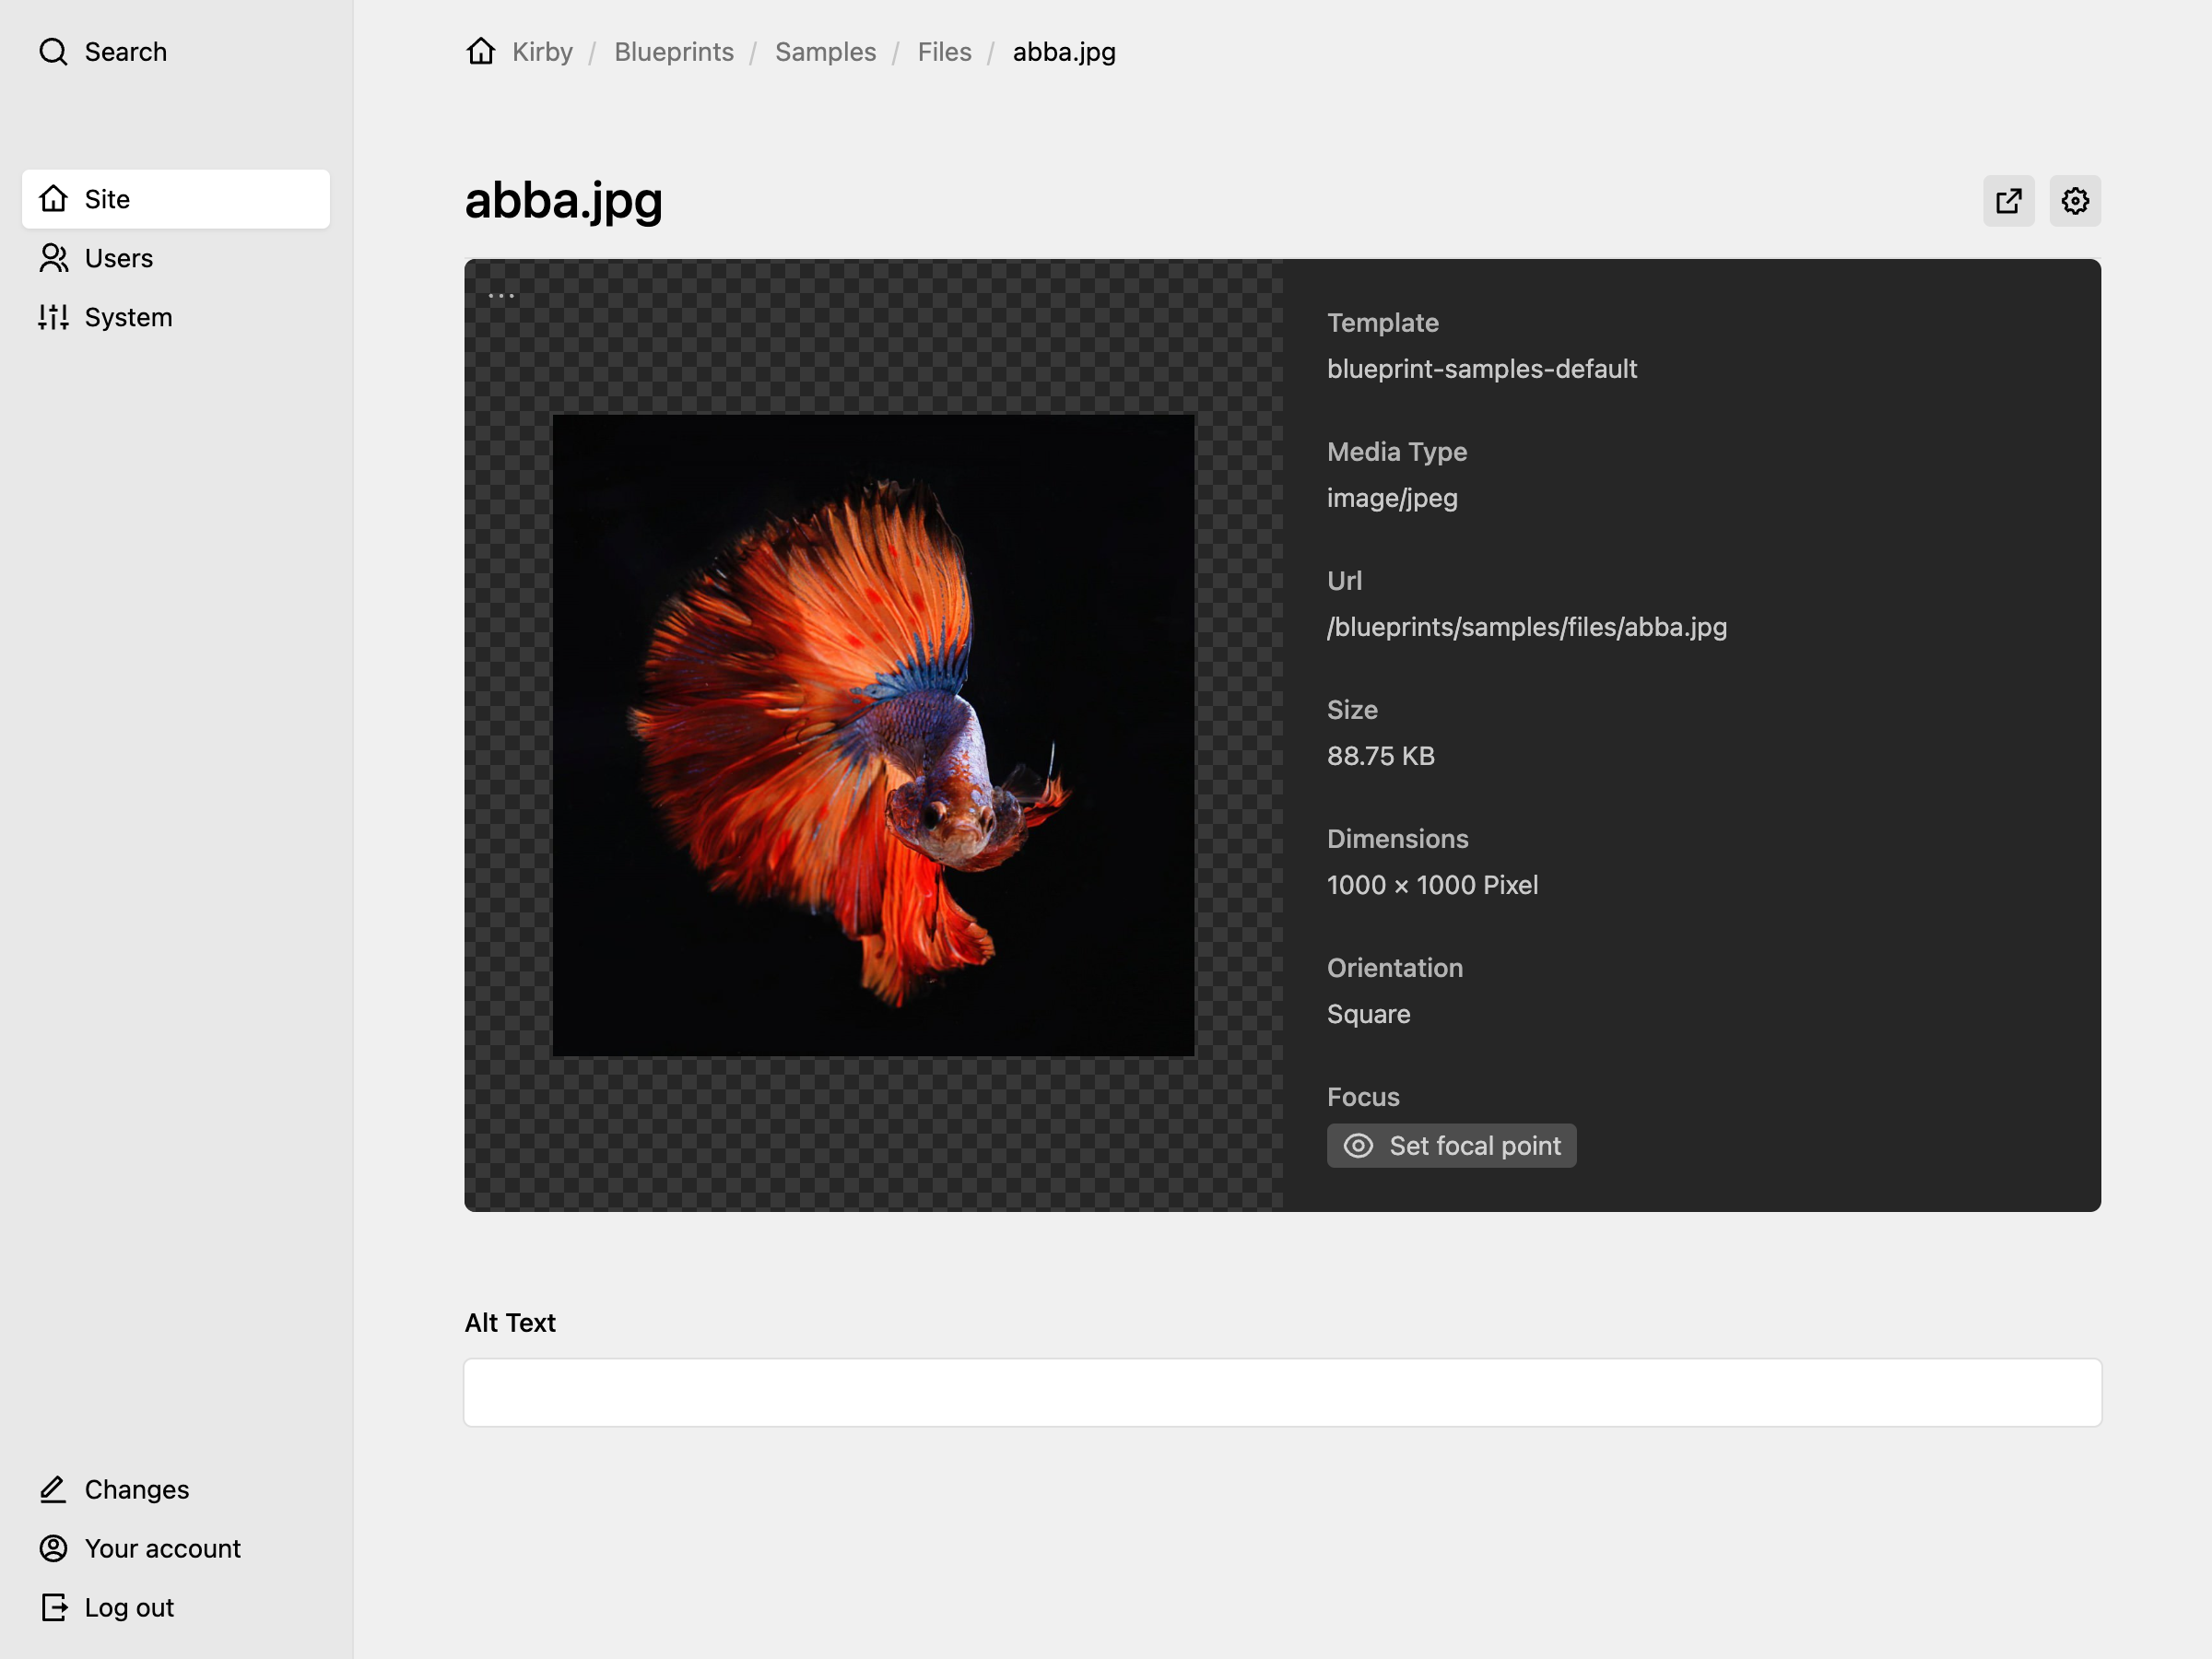 Search
Kirby / Blueprints / Samples / Files / abba.jpg
Site
Users
System
abba.jpg
Template
blueprint-samples-default
Media Type
image/jpeg
Url
/blueprints/samples/files/abba.jpg
Size
88.75 KB
Dimensions
1000 × 1000 Pixel
Orientation
Square
Focus
Set focal point
Alt Text
Changes
Your account
Log out